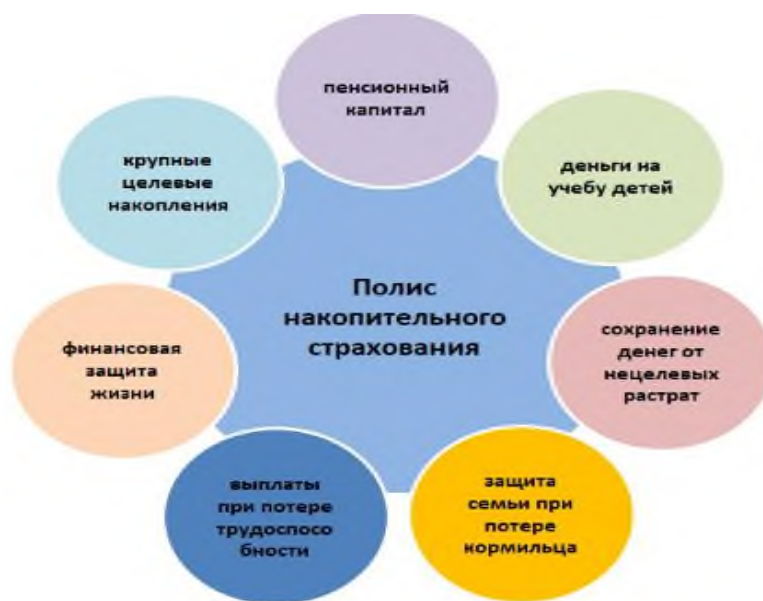 пенсионный
капитал
деньги на
учебу детей
сохранение
денег от
нецелевых
растрат
защита
семьи при
потере
кормильца
выплаты
при потере
трудоспосо
бности
финансовая
защита
жизни
крупные
целевые
накопления
Полис
накопительного
страхования